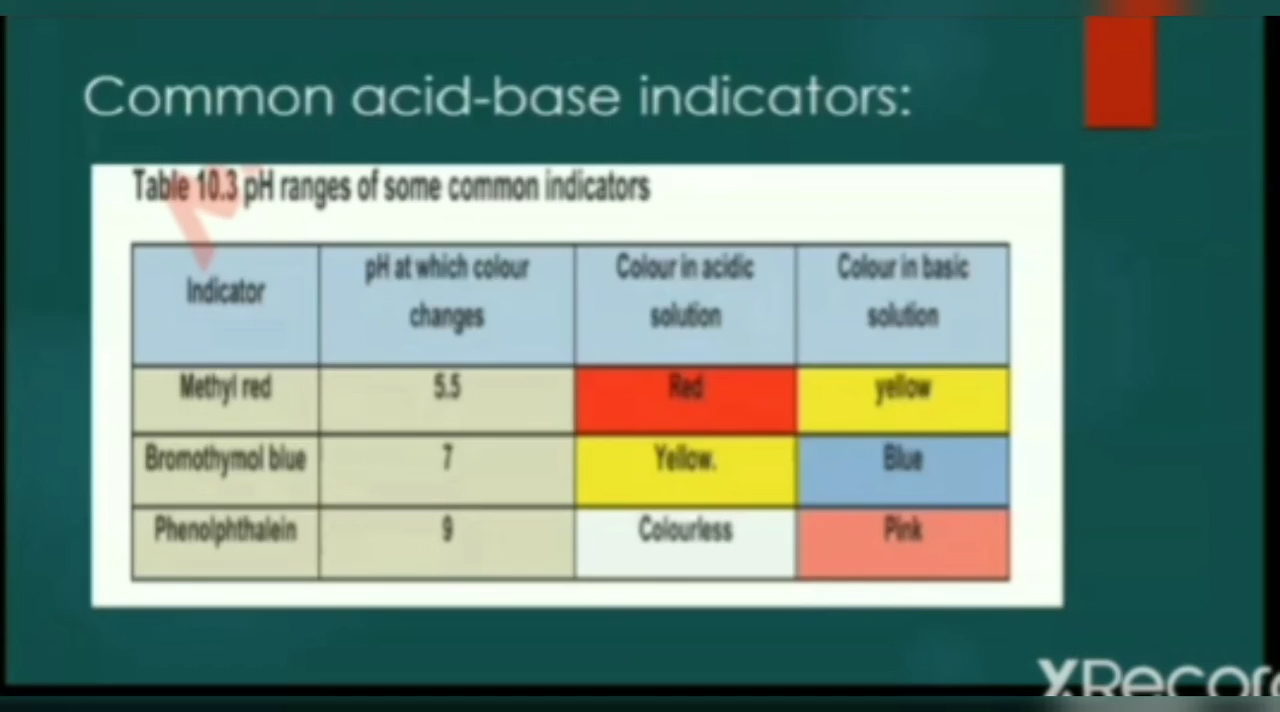 Common acid-base indicators:
Table 10.3 pH ranges of some common indicators
Indicator
pH at which colour
changes
Colour in acidic
solution
Colour in basic
solution
Methyl red 5.5 Red yellow
Bromothymol blue 7 Yellow. Blue
Phenolphthalein 9 Colourless Pink
XRecor